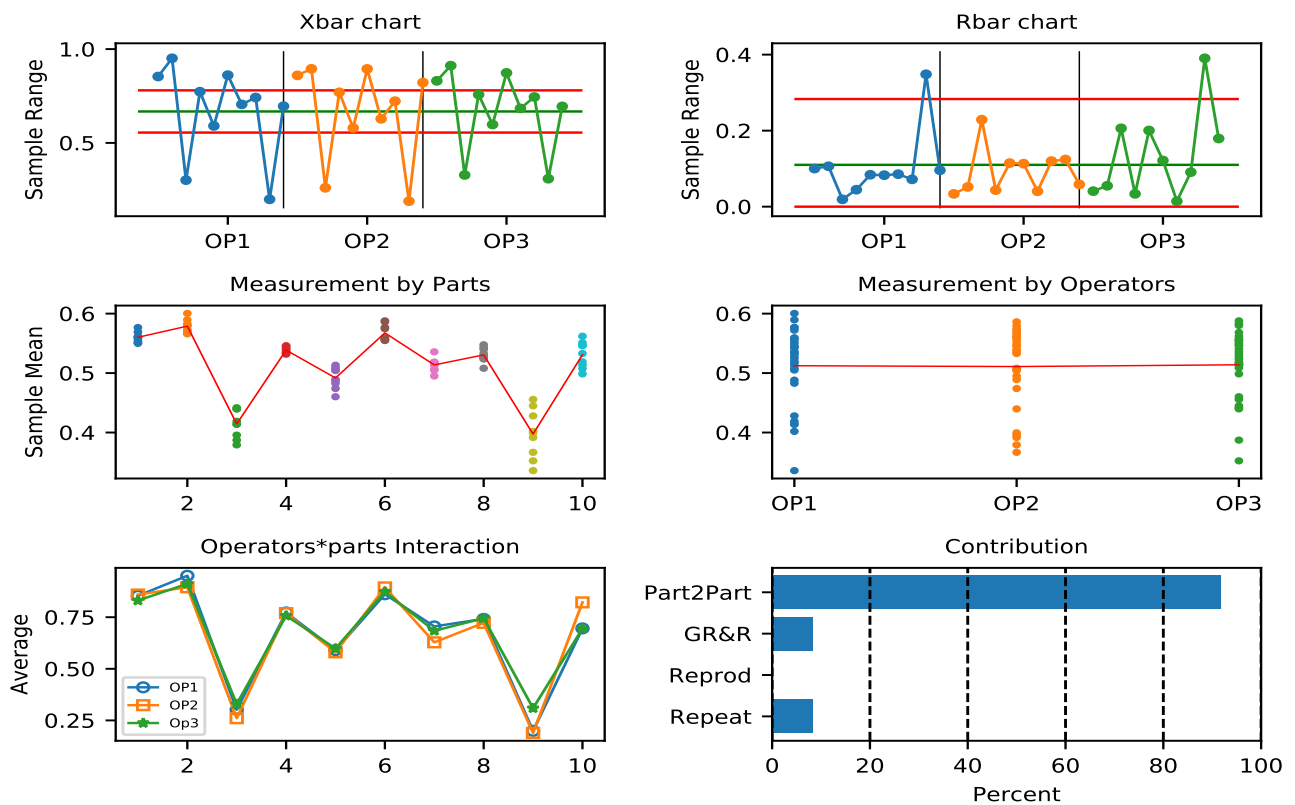 Xbar chart
Sample Range
1.0
0.5
OP1 OP2 OP3
Rbar chart
Sample Range
0.4
0.2
0.0
OP1 OP2 OP3
Measurement by Parts
Sample Mean
0.6
0.5
0.4
2 4 6 8 10
Measurement by Operators
0.6
0.5
0.4
OP1 OP2 OP3
Operators*parts Interaction
Average
0.75
0.50
0.25
OP1
OP2
Op3
2 4 6 8 10
Contribution
Part2Part
GR&R
Reprod
Repeat
0 20 40 60 80 100
Percent